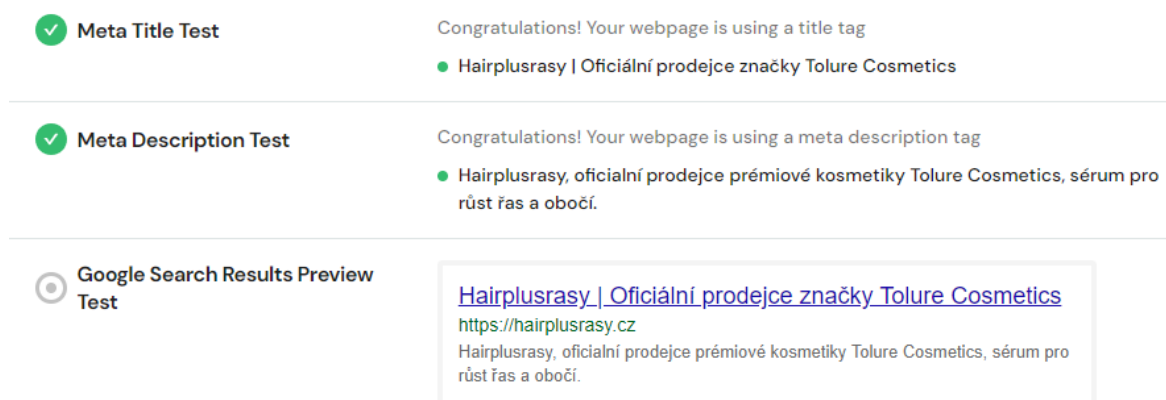 Meta Title Test
Congratulations! Your webpage is using a title tag
Hairplusrasy | Oficiální prodejce značky Tolure Cosmetics
Meta Description Test
Congratulations! Your webpage is using a meta description tag
Hairplusrasy, oficialní prodejce prémiové kosmetiky Tolure Cosmetics, sérum pro
růst řas a obočí.
Google Search Results Preview
Test
Hairplusrasy | Oficiální prodejce značky Tolure Cosmetics
https://hairplusrasy.cz
Hairplusrasy, oficialní prodejce prémiové kosmetiky Tolure Cosmetics, sérum pro
růst řas a obočí.